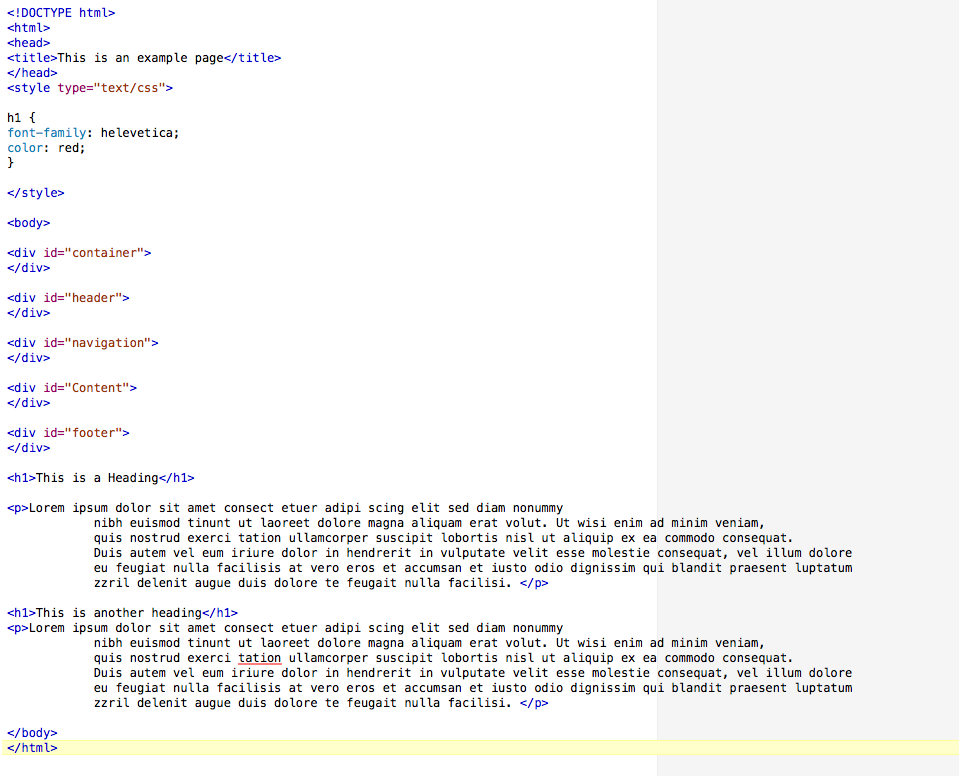 <!DOCTYPE html>
<html>
<head>
<title>This is an example page</title>
</head>
<style type="text/css">
h1 {
font-family: helevetica;
color: red;
}
</style>
<body>
<div id="container">
</div>
<div id="header">
</div>
<div id="navigation">
</div>
<div id="Content">
</div>
<div id="footer">
</div>
<h1>This is a Heading</h1>
<p>Lorem ipsum dolor sit amet consect etuer adipi scing elit sed diam nonummy
nibh euismod tinunt ut laoreet dolore magna aliquam erat volut. Ut wisi enim ad minim veniam,
quis nostrud exerci tation ullamcorper suscipit lobortis nisl ut aliquip ex ea commodo consequat.
Duis autem vel eum iriure dolor in hendrerit in vulputate velit esse molestie consequat, vel illum dolore
eu feugiat nulla facilisis at vero eros et accumsan et iusto odio dignissim qui blandit praesent luptatum
zzril delenit augue duis dolore te feugait nulla facilisi. </p>
<h1>This is another heading</h1>
<p>Lorem ipsum dolor sit amet consect etuer adipi scing elit sed diam nonummy
nibh euismod tinunt ut laoreet dolore magna aliquam erat volut. Ut wisi enim ad minim veniam,
quis nostrud exerci tation ullamcorper suscipit lobortis nisl ut aliquip ex ea commodo consequat.
Duis autem vel eum iriure dolor in hendrerit in vulputate velit esse molestie consequat, vel illum dolore
eu feugiat nulla facilisis at vero eros et accumsan et iusto odio dignissim qui blandit praesent luptatum
zzril delenit augue duis dolore te feugait nulla facilisi. </p>
</body>
</html>